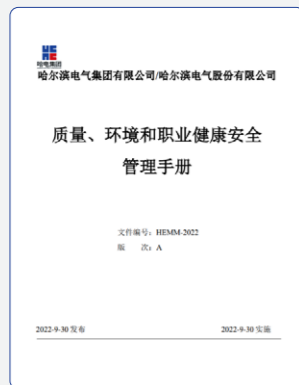 哈电集团
哈尔滨电气集团有限公司/哈尔滨电气股份有限公司
质量、环境和职业健康安全
管理手册
文件编号：HEMM-2022
版 次：A
2022-9-30 发布 2022-9-30 实施